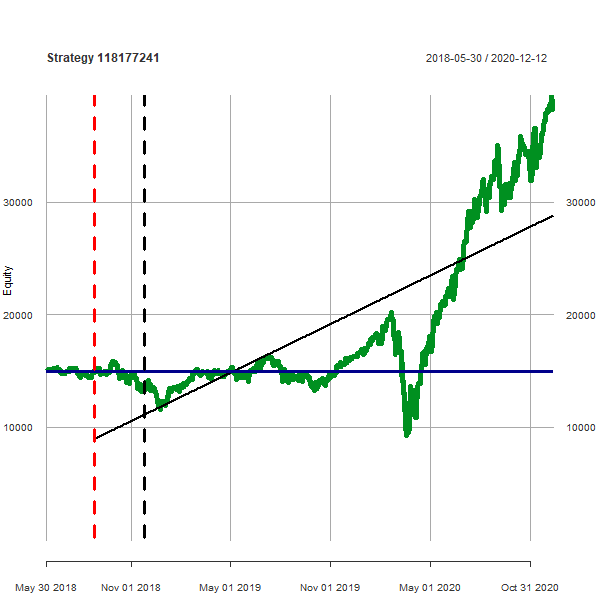 Strategy 118177241
2018-05-30 / 2020-12-12
Equity
30000
30000
20000
20000
10000
10000
May 30 2018
Nov 01 2018
May 01 2019
Nov 01 2019
May 01 2020
Oct 31 2020